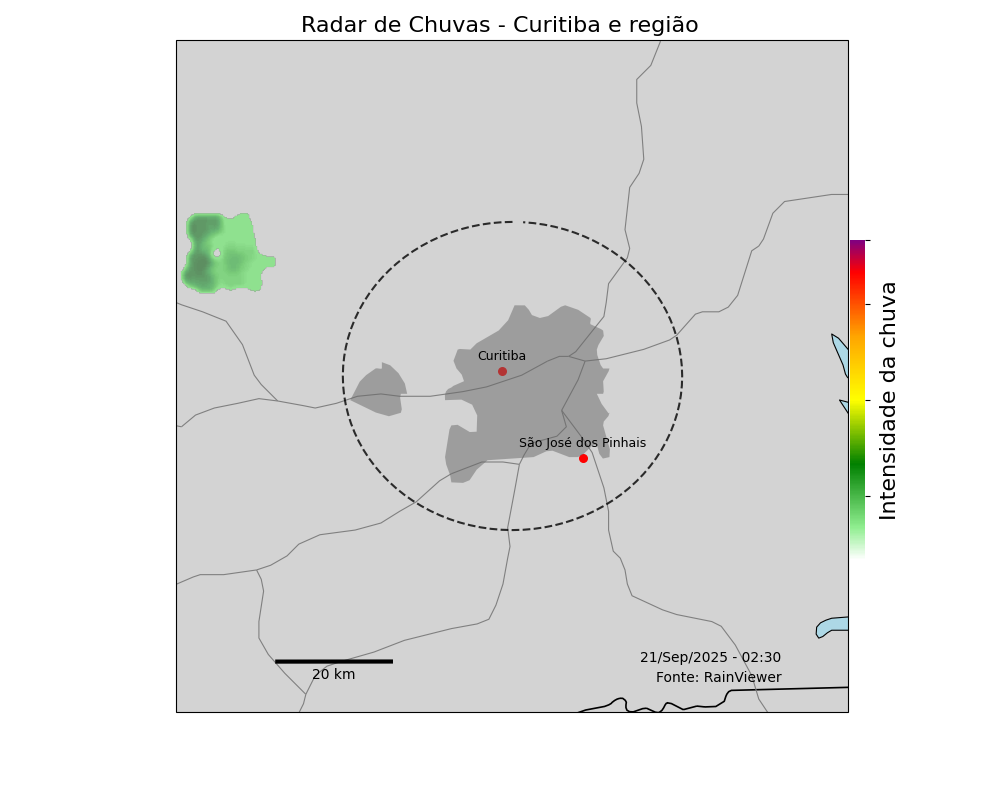 Radar de Chuvas - Curitiba e região
Curitiba
São José dos Pinhais
Intensidade da chuva
21/Sep/2025 - 02:30
Fonte: RainViewer
20 km